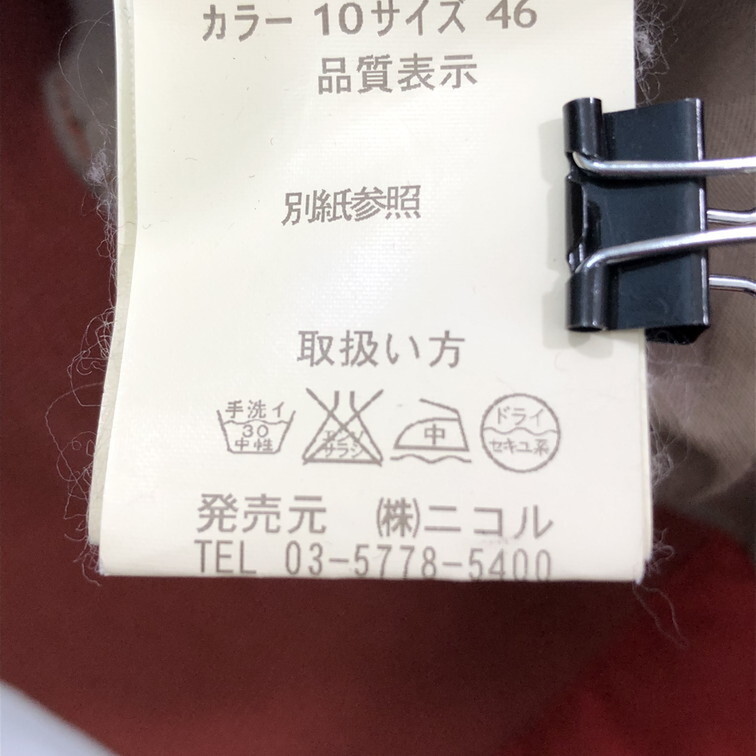 カラー 10サイズ 46
品質表示
別紙参照
取扱い方
手洗イ
30
中性
エンソ
サラシ
中
ドライ
セキユ系
発売元 ㈱ニコル
TEL 03-5778-5400